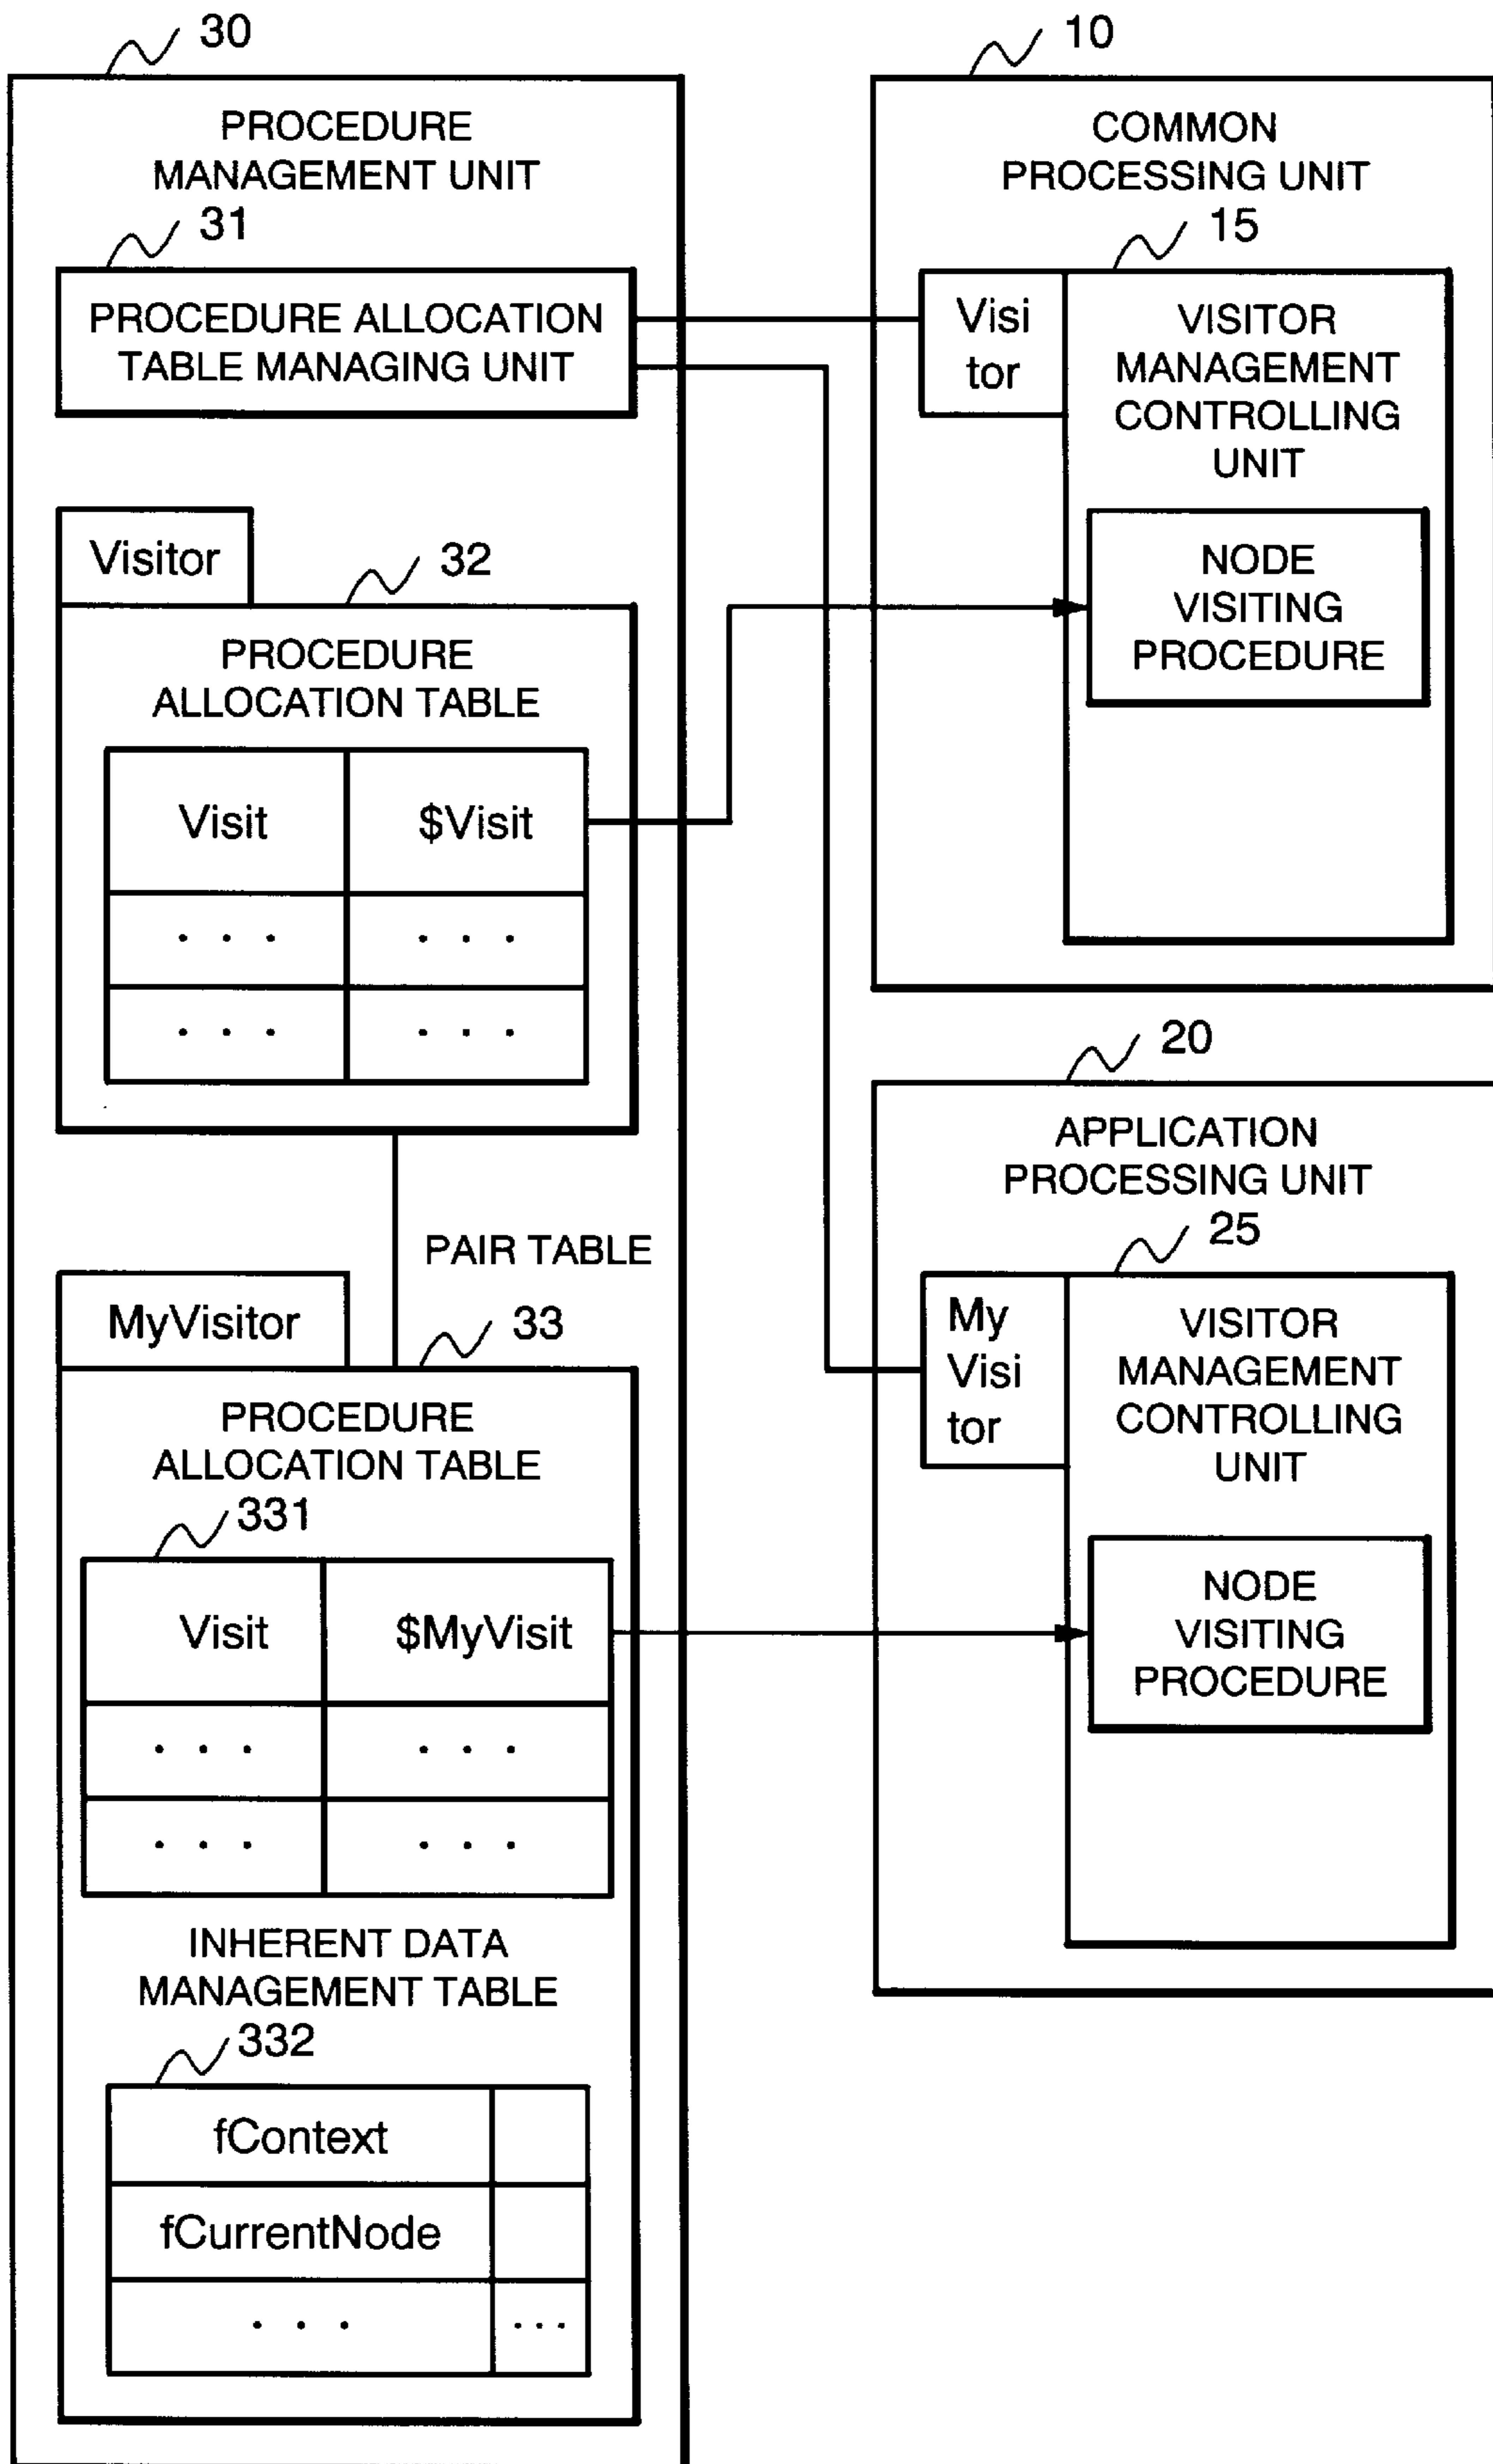 30
PROCEDURE
MANAGEMENT UNIT
31
PROCEDURE ALLOCATION
TABLE MANAGING UNIT
Visitor
32
PROCEDURE
ALLOCATION TABLE
Visit $Visit
. . . . . .
. . . . . .
PAIR TABLE
MyVisitor
33
PROCEDURE
ALLOCATION TABLE
331
Visit $MyVisit
. . . . . .
. . . . . .
INHERENT DATA
MANAGEMENT TABLE
332
fContext
fCurrentNode
. . . . . .
10
COMMON
PROCESSING UNIT
15
Visi
tor
VISITOR
MANAGEMENT
CONTROLLING
UNIT
NODE
VISITING
PROCEDURE
20
APPLICATION
PROCESSING UNIT
25
My
Visi
tor
VISITOR
MANAGEMENT
CONTROLLING
UNIT
NODE
VISITING
PROCEDURE